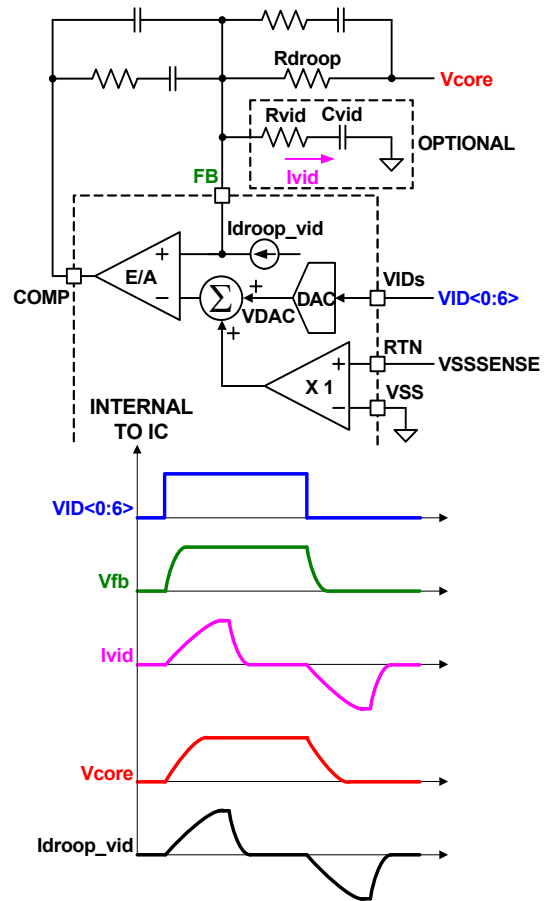 Rdroop
Vcore
Rvid
Cvid
OPTIONAL
Ivid
FB
Idroop_vid
+
E/A
−
COMP
Σ
+
+
VDAC
DAC
VIDs
VID<0:6>
RTN
VSSSENSE
+
X 1
VSS
−
INTERNAL
TO IC
VID<0:6>
Vfb
Ivid
Vcore
Idroop_vid